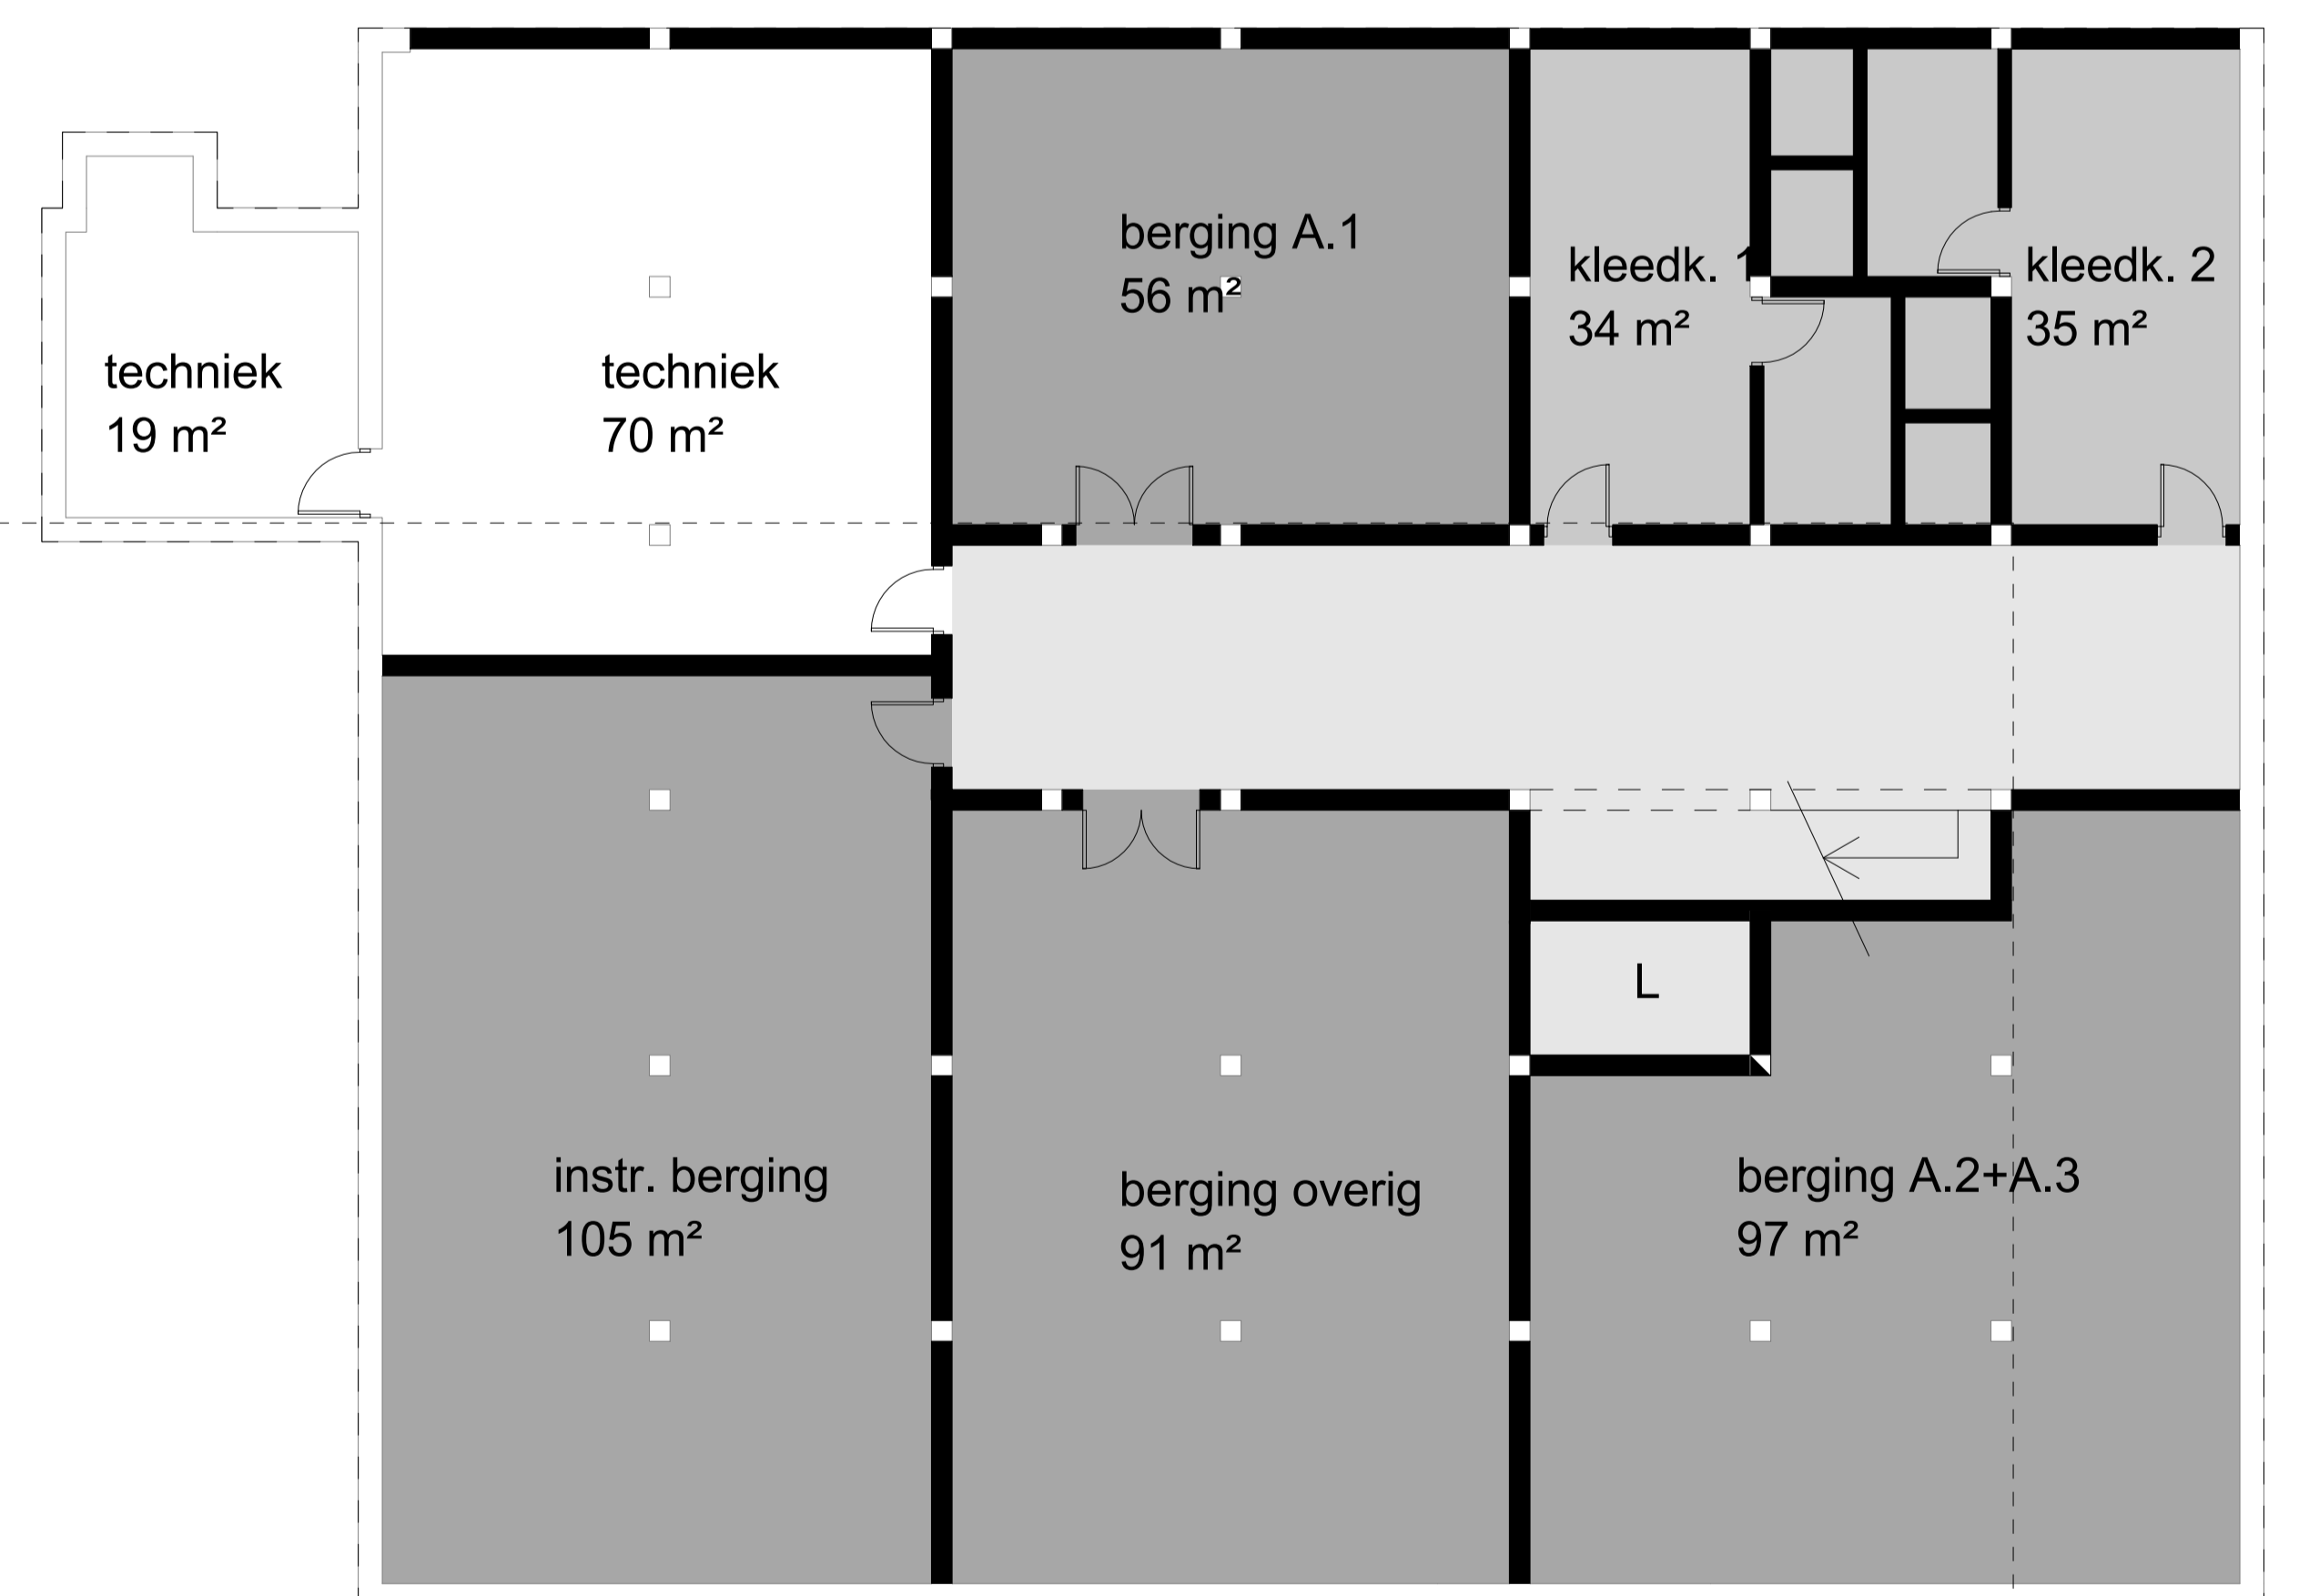 berging A.1
56 m²
kleedk. 1
34 m²
kleedk. 2
35 m²
techniek
19 m²
techniek
70 m²
L
instr. berging
105 m²
berging overig
91 m²
berging A.2+A.3
97 m²